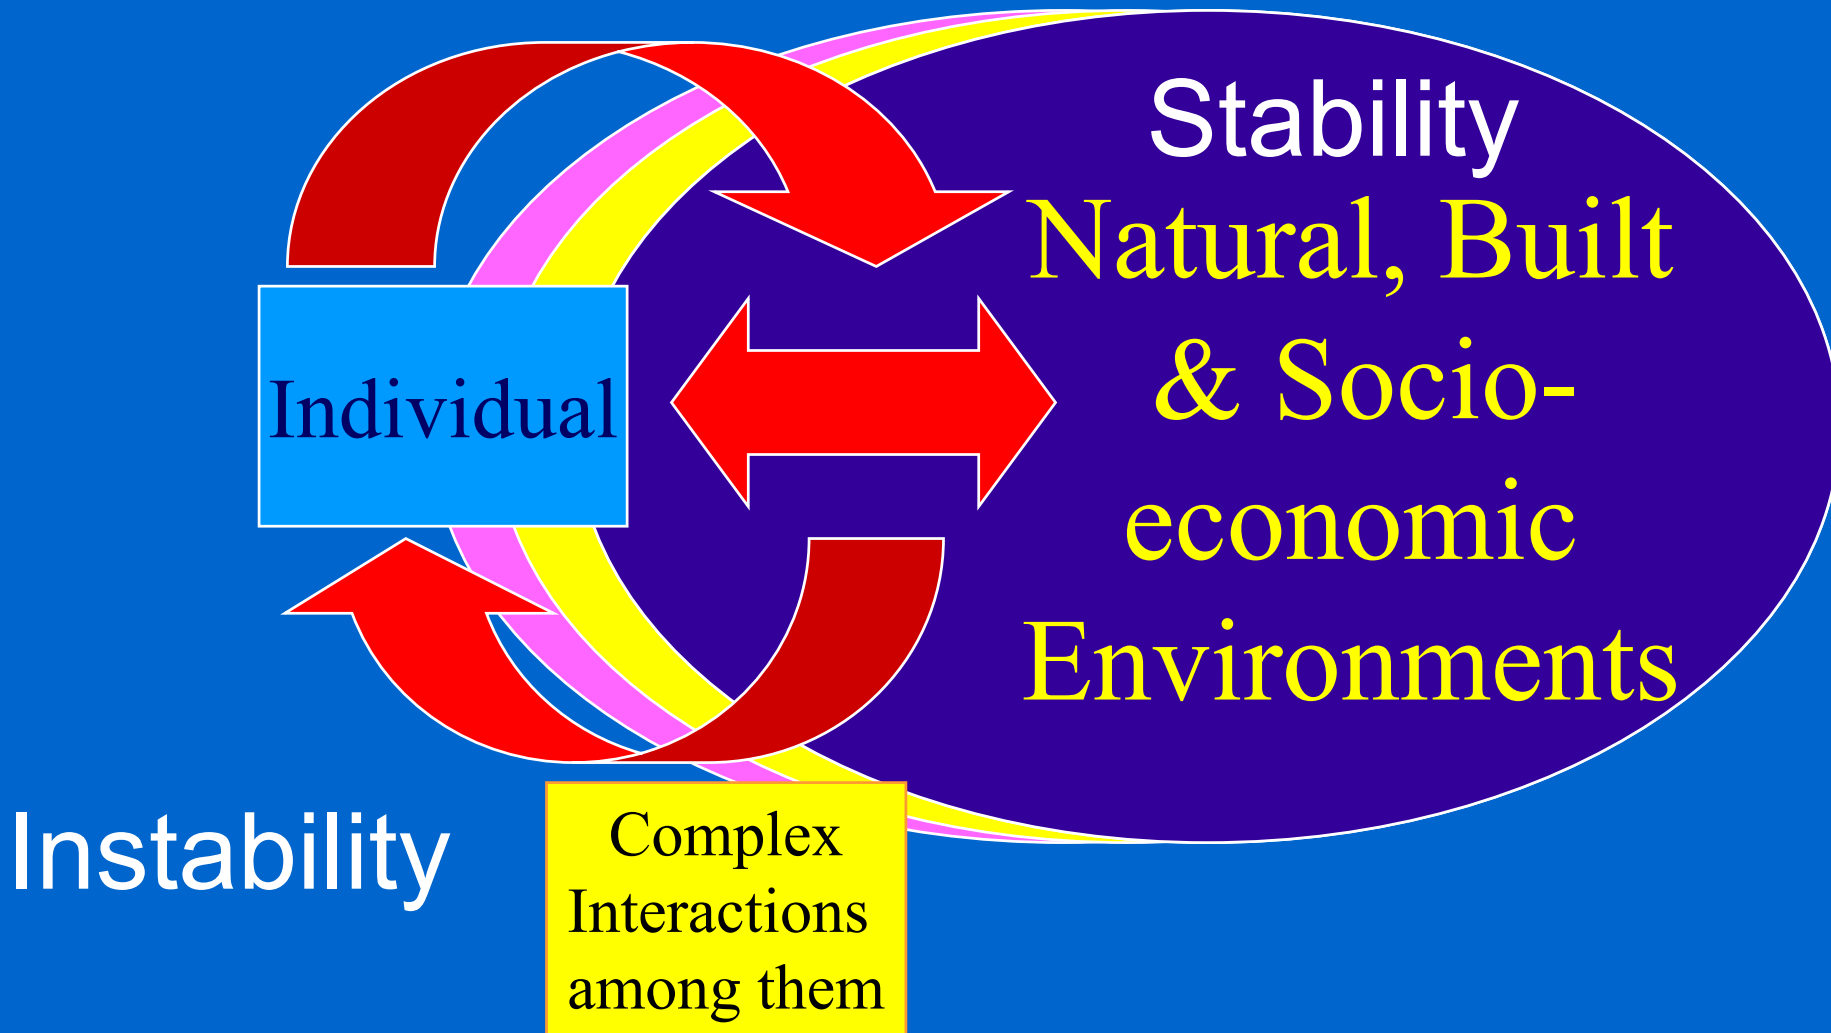 Stability
Natural, Built
& Socio-
economic
Environments
Individual
Instability
Complex
Interactions
among them